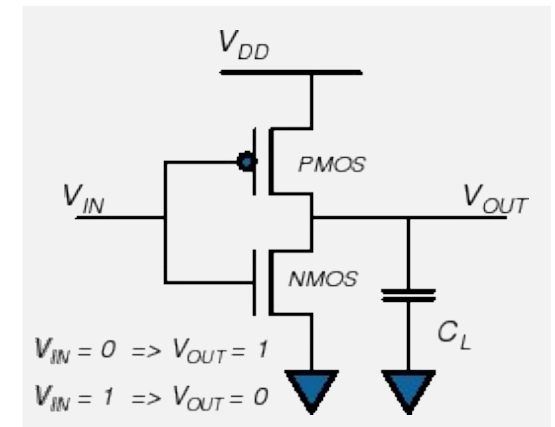 V_DD
PMOS
V_IN
V_OUT
NMOS
C_L
V_IN = 0 => V_OUT = 1
V_IN = 1 => V_OUT = 0